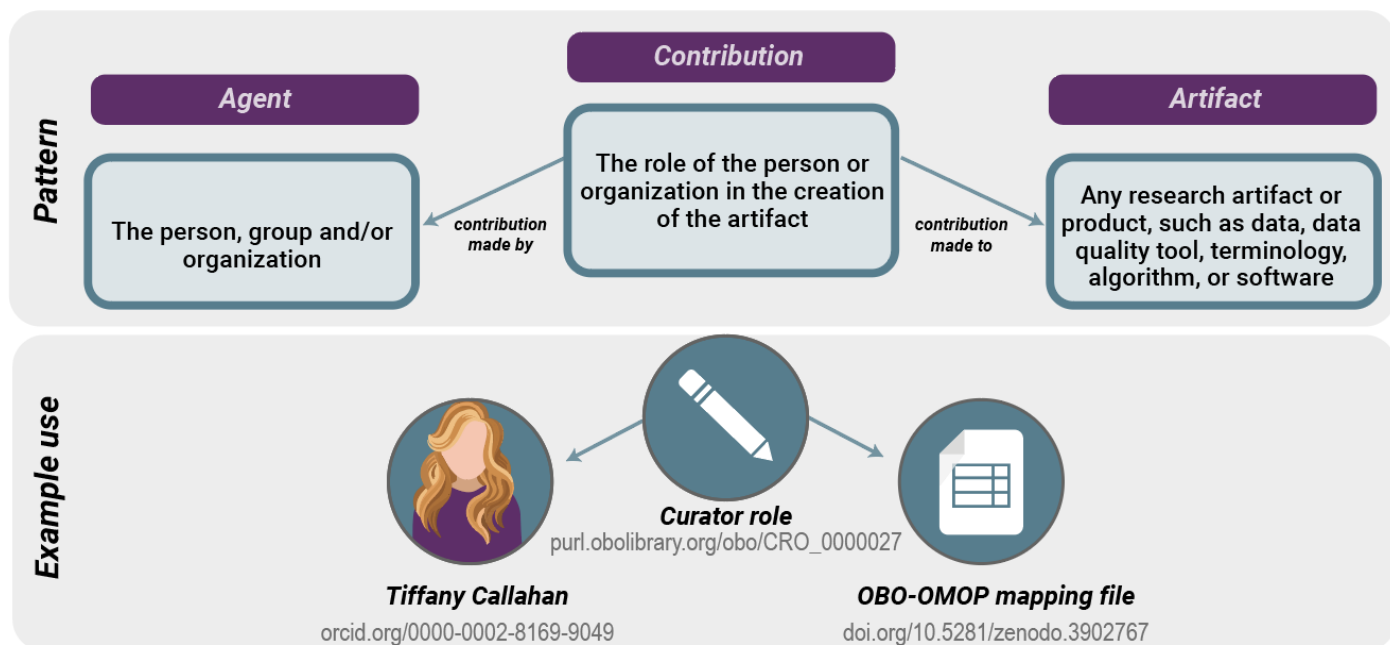 Pattern
Agent
Contribution
Artifact
The person, group and/or
organization
contribution
made by
The role of the person or
organization in the creation
of the artifact
contribution
made to
Any research artifact or
product, such as data, data
quality tool, terminology,
algorithm, or software
Example use
Curator role
purl.obolibrary.org/obo/CRO_0000027
Tiffany Callahan
orcid.org/0000-0002-8169-9049
OBO-OMOP mapping file
doi.org/10.5281/zenodo.3902767